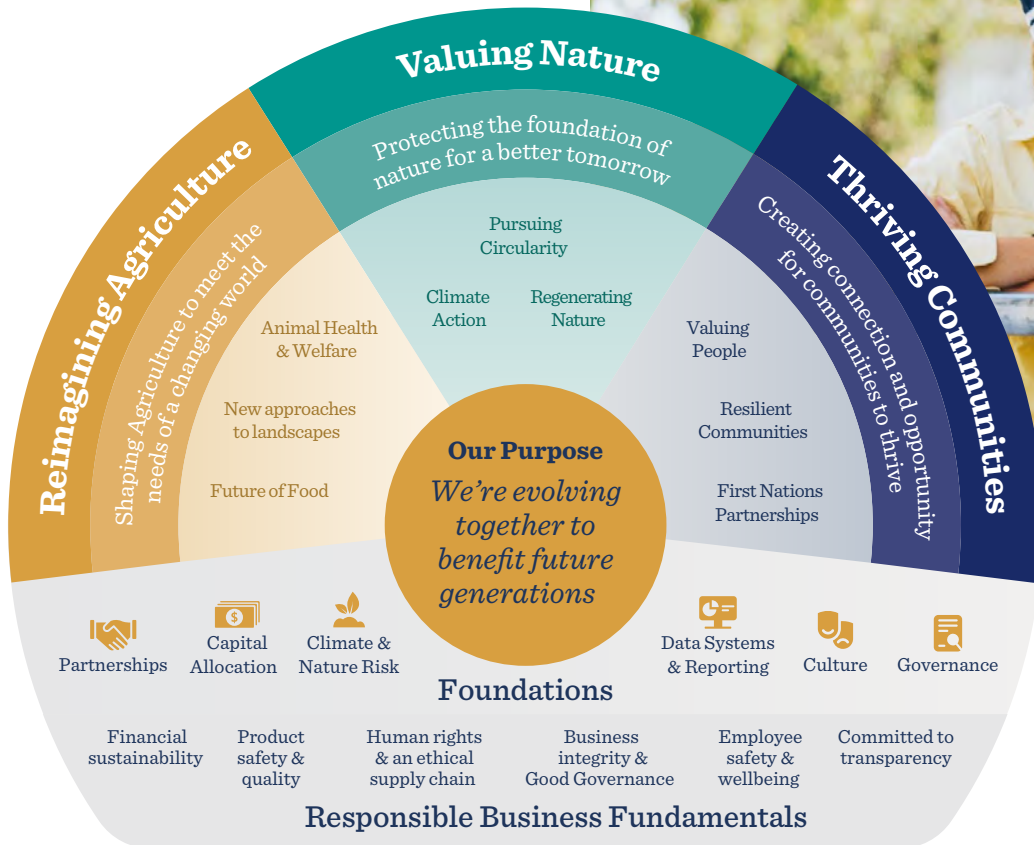 Valuing Nature
Protecting the foundation of
nature for a better tomorrow
Pursuing
Circularity
Climate
Action
Regenerating
Nature
Reimagining Agriculture
Shaping Agriculture to meet the
needs of a changing world
Animal Health
& Welfare
New approaches
to landscapes
Future of Food
Thriving Communities
Creating connection and opportunity
for communities to thrive
Valuing
People
Resilient
Communities
First Nations
Partnerships
Our Purpose
We’re evolving
together to
benefit future
generations
Partnerships
Capital
Allocation
Climate &
Nature Risk
Data Systems
& Reporting
Culture
Governance
Foundations
Financial
sustainability
Product
safety &
quality
Human rights
& an ethical
supply chain
Business
integrity &
Good Governance
Employee
safety &
wellbeing
Committed to
transparency
Responsible Business Fundamentals